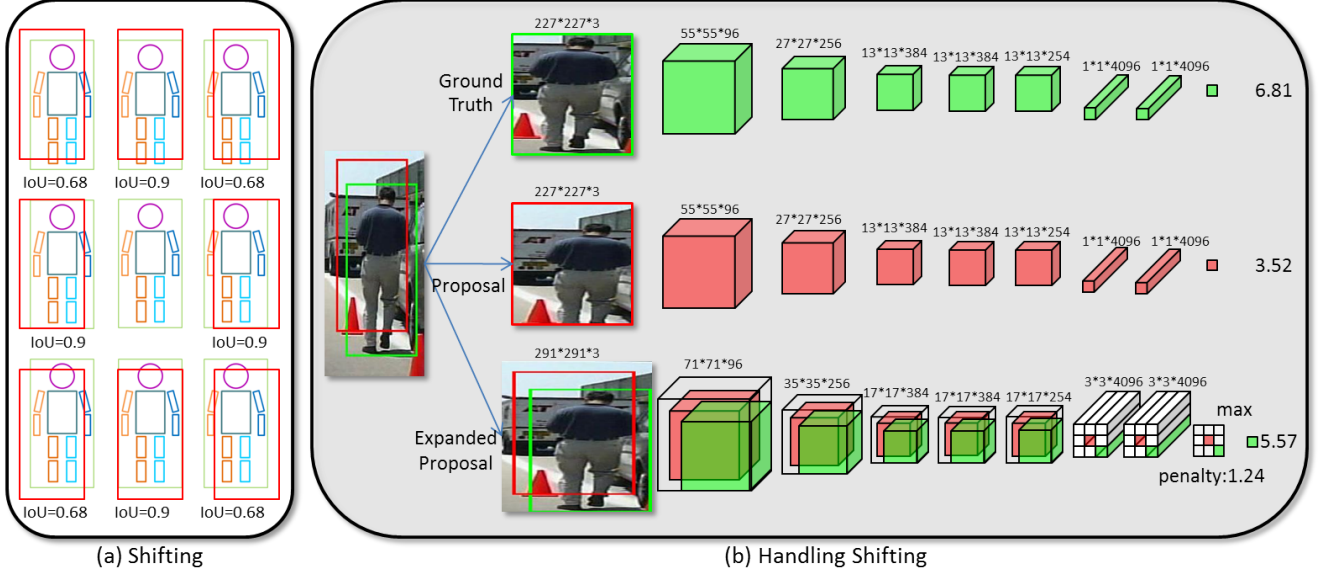 IoU=0.68 IoU=0.9 IoU=0.68
IoU=0.9 IoU=0.9
IoU=0.68 IoU=0.9 IoU=0.68
(a) Shifting
227*227*3 55*55*96 27*27*256 13*13*384 13*13*384 13*13*254 1*1*4096 1*1*4096
Ground
Truth
6.81
227*227*3 55*55*96 27*27*256 13*13*384 13*13*384 13*13*254 1*1*4096 1*1*4096
Proposal
3.52
291*291*3 71*71*96 35*35*256 17*17*384 17*17*384 17*17*254 3*3*4096 3*3*4096
max
Expanded
Proposal
5.57
penalty:1.24
(b) Handling Shifting